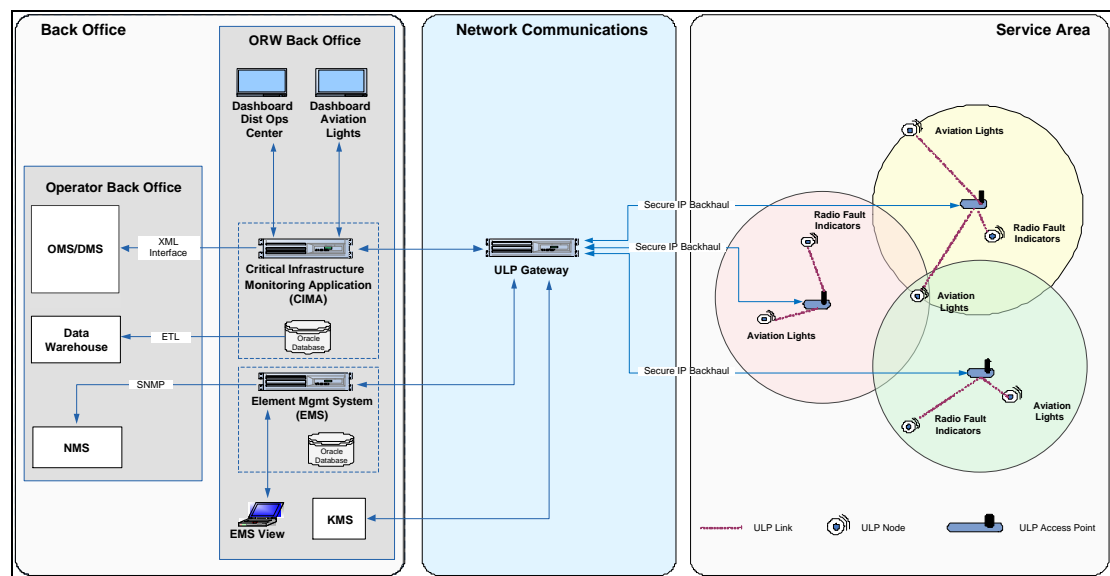 Back Office
ORW Back Office
Dashboard
Dist Ops
Center
Dashboard
Aviation
Lights
Operator Back Office
OMS/DMS
XML
Interface
Critical Infrastructure
Monitoring Application
(CIMA)
Data
Warehouse
ETL
Oracle
Database
SNMP
Element Mgmt System
(EMS)
NMS
Oracle
Database
EMS View
KMS
Network Communications
ULP Gateway
Service Area
Secure IP Backhaul
Secure IP Backhaul
Secure IP Backhaul
Aviation Lights
Radio Fault
Indicators
Radio Fault
Indicators
Aviation
Lights
Aviation Lights
Radio Fault
Indicators
Aviation
Lights
ULP Link
ULP Node
ULP Access Point